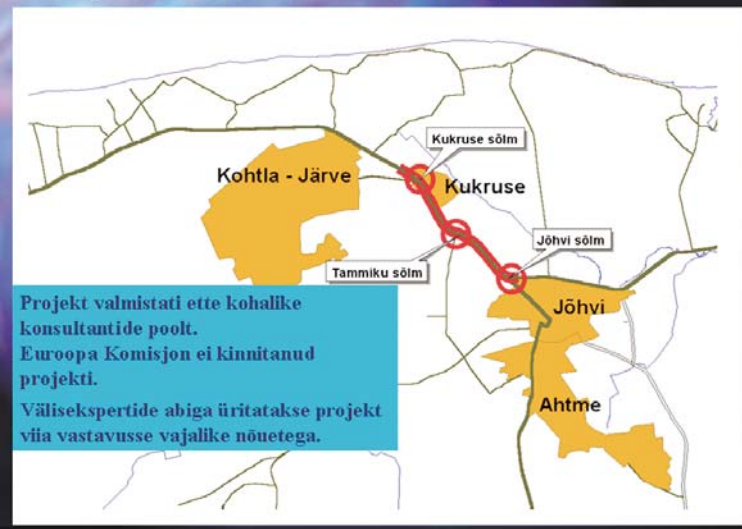 Kukruse sõlm
Kohtla - Järve
Kukruse
Jõhvi sõlm
Tammiku sõlm
Jõhvi
Projekt valmistati ette kohalike
konsultantide poolt.
Euroopa Komisjon ei kinnitanud
projekti.
Välisekspertide abiga üritatakse projekt
viia vastavusse vajalike nõuetega.
Ahtme